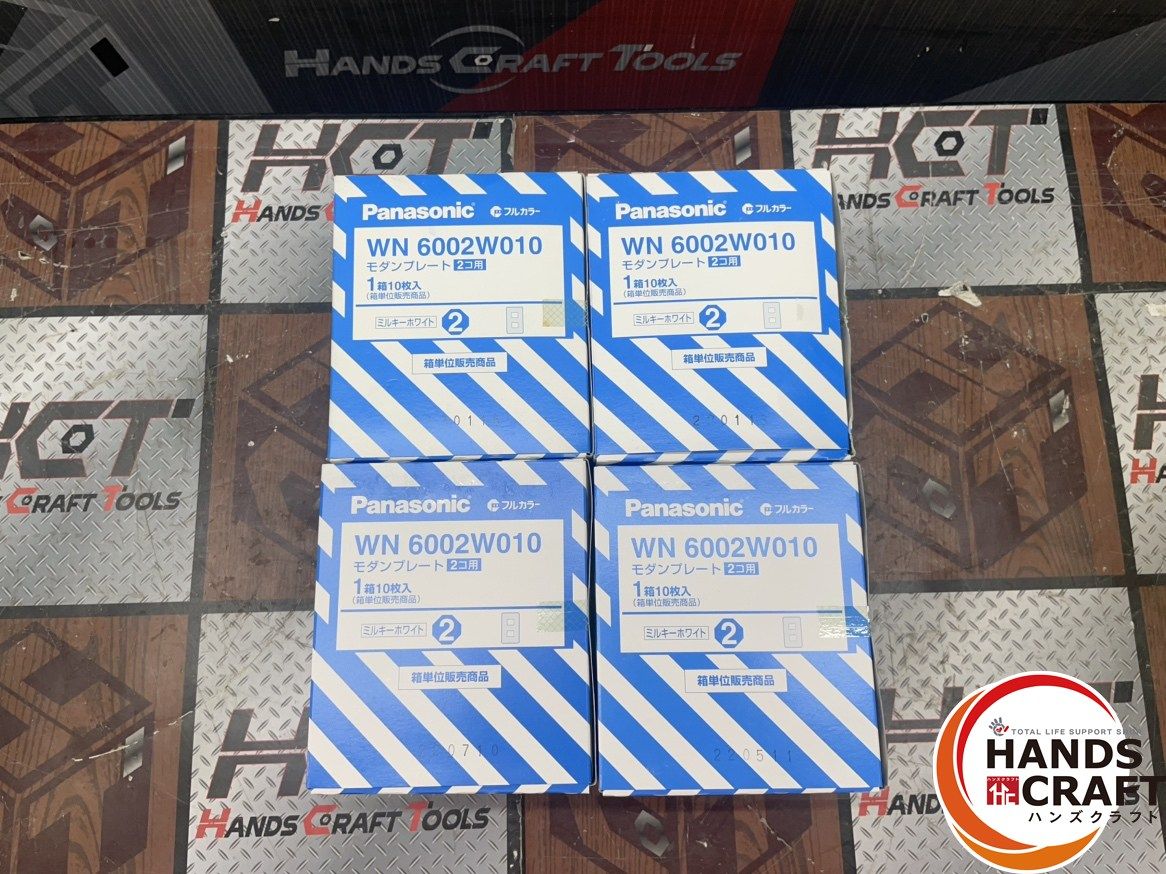 HANDS CRAFT TOOLS
HCT
HANDS
HCT
HANDS CRAFT TOOLS
Panasonic フルカラー
WN 6002W010
モダンプレート 2コ用
1箱10枚入
(箱単位販売商品)
ミルキーホワイト 2
箱単位販売商品
Panasonic フルカラー
WN 6002W010
モダンプレート 2コ用
1箱10枚入
(箱単位販売商品)
ミルキーホワイト 2
箱単位販売商品
HCT
CRAFT TOOLS
Panasonic フルカラー
WN 6002W010
モダンプレート 2コ用
1箱10枚入
(箱単位販売商品)
ミルキーホワイト 2
箱単位販売商品
Panasonic フルカラー
WN 6002W010
モダンプレート 2コ用
1箱10枚入
(箱単位販売商品)
ミルキーホワイト 2
箱単位販売商品
220511
HANDS CRAFT TOOLS
TOTAL LIFE SUPPORT SHOP
HANDS
CRAFT
ハンズクラフト